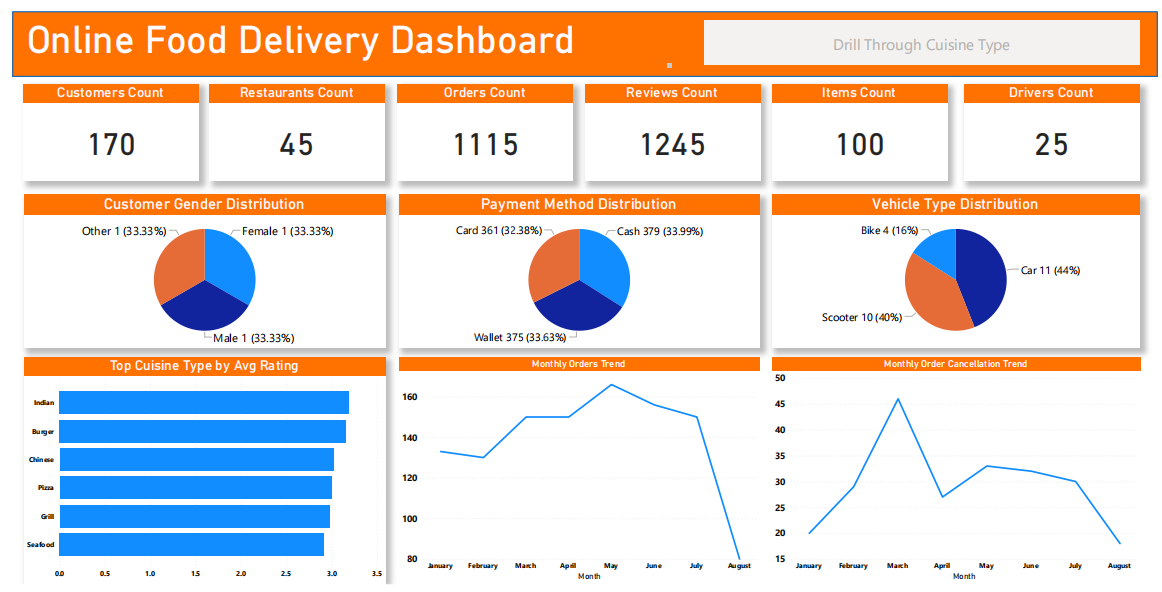 Online Food Delivery Dashboard
Drill Through Cuisine Type
Customers Count
Restaurants Count
Orders Count
Reviews Count
Items Count
Drivers Count
170
45
1115
1245
100
25
Customer Gender Distribution
Other 1 (33.33%)
Female 1 (33.33%)
Male 1 (33.33%)
Payment Method Distribution
Card 361 (32.38%)
Cash 379 (33.99%)
Wallet 375 (33.63%)
Vehicle Type Distribution
Bike 4 (16%)
Car 11 (44%)
Scooter 10 (40%)
Top Cuisine Type by Avg Rating
Indian
Burger
Chinese
Pizza
Grill
Seafood
0.0 0.5 1.0 1.5 2.0 2.5 3.0 3.5
Monthly Orders Trend
160
140
120
100
80
January February March April May June July August
Month
Monthly Order Cancellation Trend
50
45
40
35
30
25
20
15
January February March April May June July August
Month